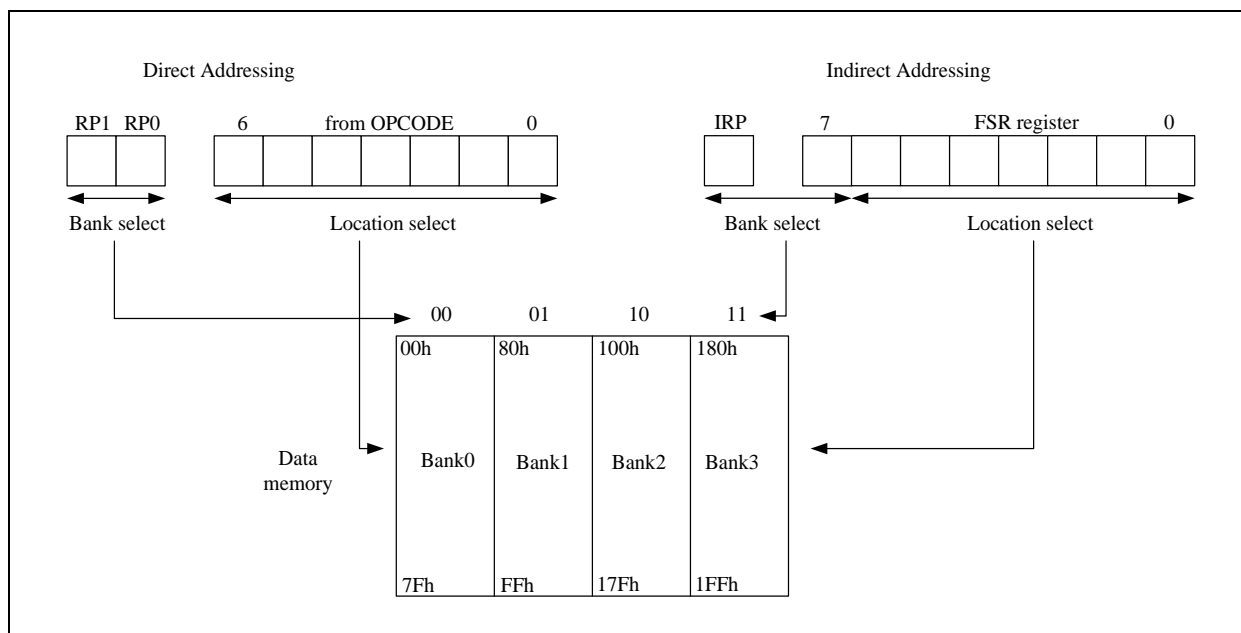 Direct Addressing
Indirect Addressing
RP1 RP0
6 from OPCODE 0
IRP
7 FSR register 0
Bank select
Location select
Bank select
Location select
00 01 10 11
00h 80h 100h 180h
Data
memory
Bank0 Bank1 Bank2 Bank3
7Fh FFh 17Fh 1FFh